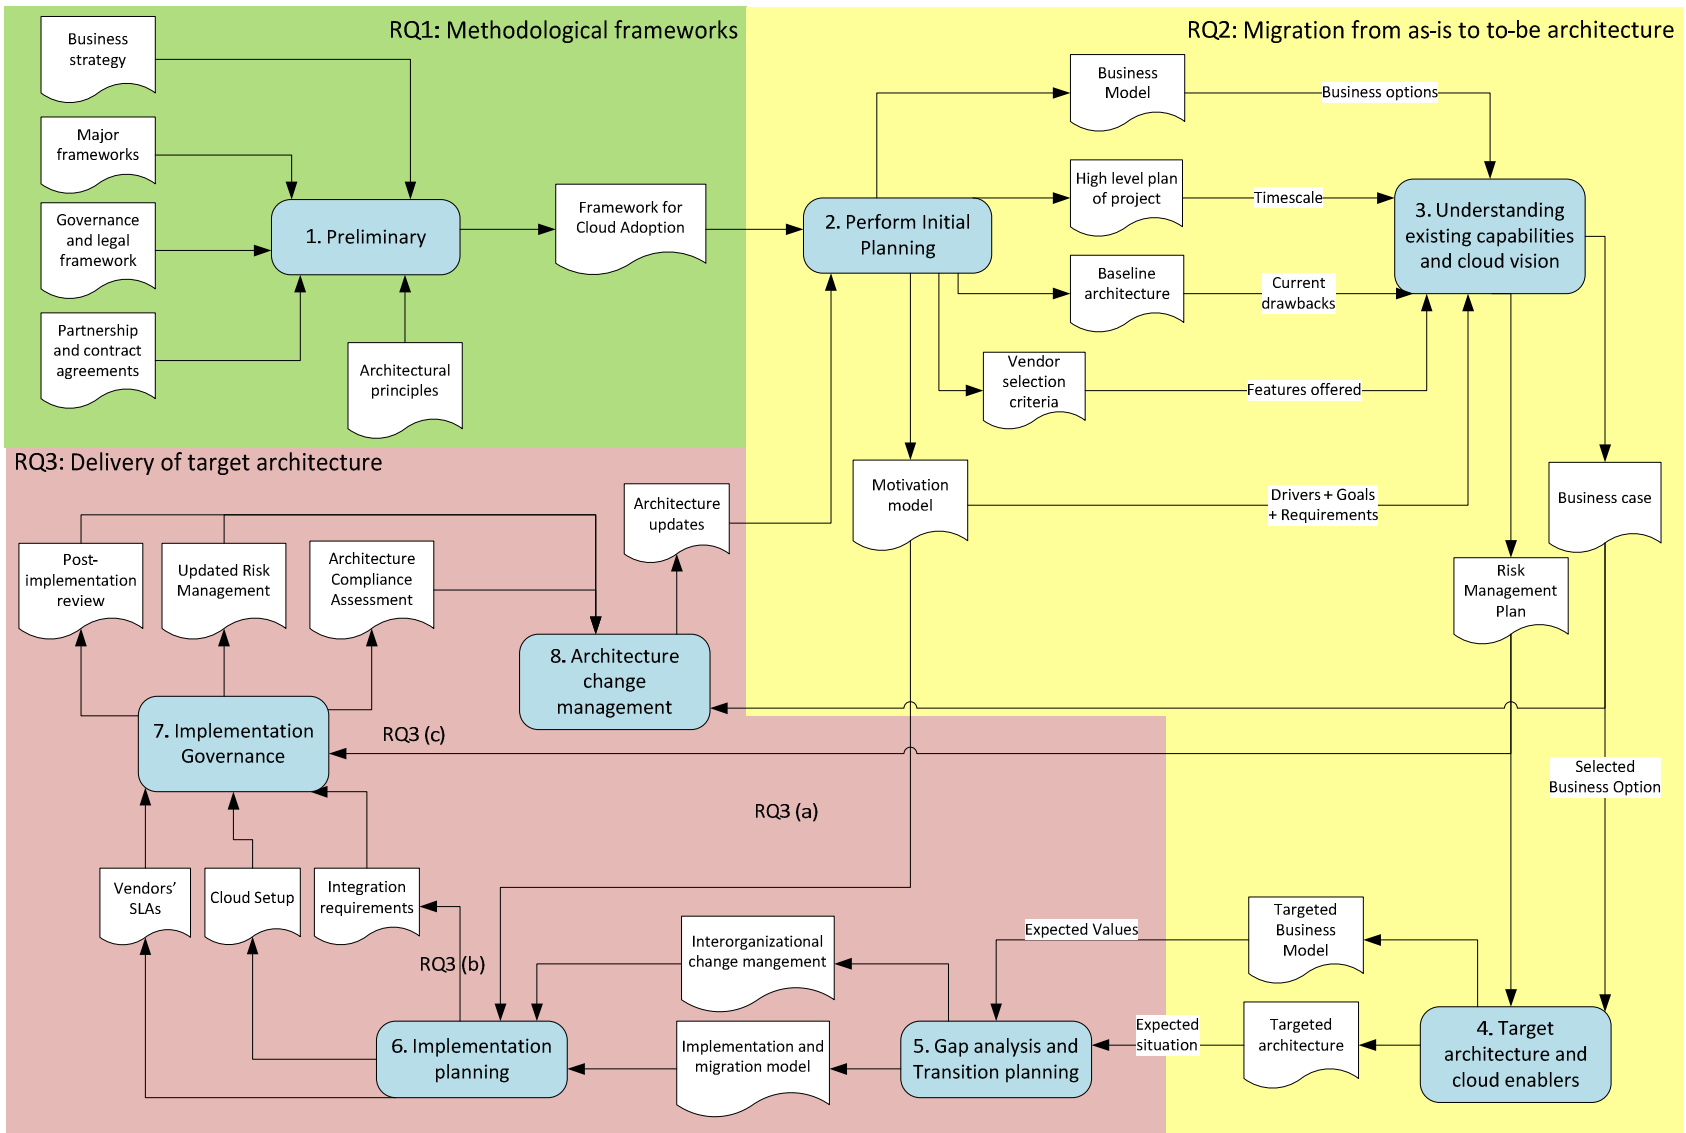 RQ1: Methodological frameworks
Business
strategy
Major
frameworks
Governance
and legal
framework
Partnership
and contract
agreements
1. Preliminary
Architectural
principles
Framework for
Cloud Adoption
RQ2: Migration from as-is to to-be architecture
2. Perform Initial
Planning
Business
Model
Business options
High level plan
of project
Timescale
Baseline
architecture
Current
drawbacks
Vendor
selection
criteria
Features offered
Motivation
model
Drivers + Goals
+ Requirements
3. Understanding
existing capabilities
and cloud vision
Business case
Risk
Management
Plan
Selected
Business Option
4. Target
architecture and
cloud enablers
Targeted
Business
Model
Targeted
architecture
Expected Values
Expected
situation
RQ3: Delivery of target architecture
Architecture
updates
Post-
implementation
review
Updated Risk
Management
Architecture
Compliance
Assessment
8. Architecture
change
management
7. Implementation
Governance
RQ3 (c)
RQ3 (a)
Vendors’
SLAs
Cloud Setup
Integration
requirements
RQ3 (b)
Interorganizational
change mangement
Implementation and
migration model
6. Implementation
planning
5. Gap analysis and
Transition planning